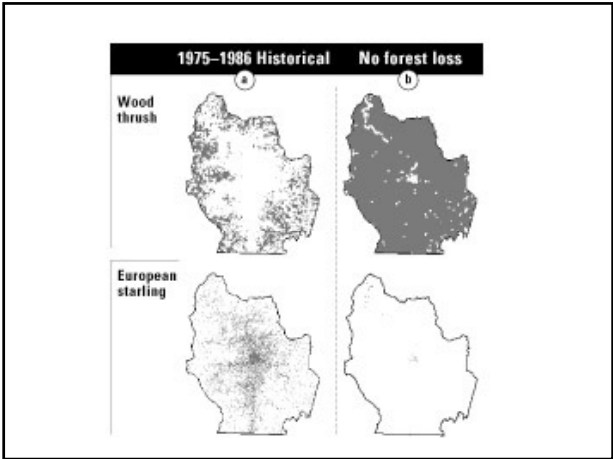 1975–1986 Historical
No forest loss
a
b
Wood
thrush
European
starling